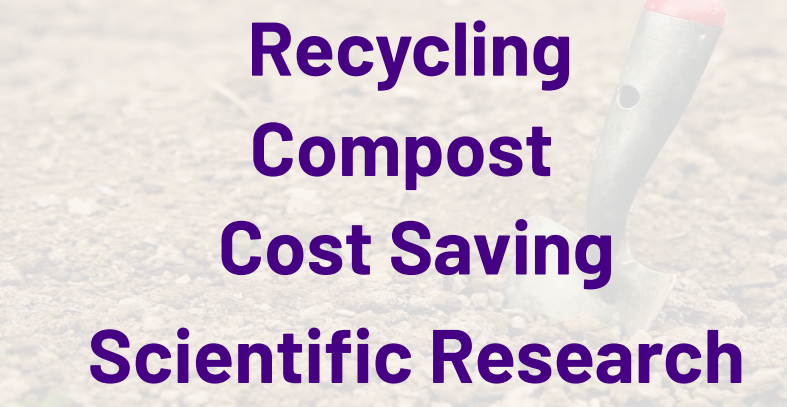 Recycling
Compost
Cost Saving
Scientific Research